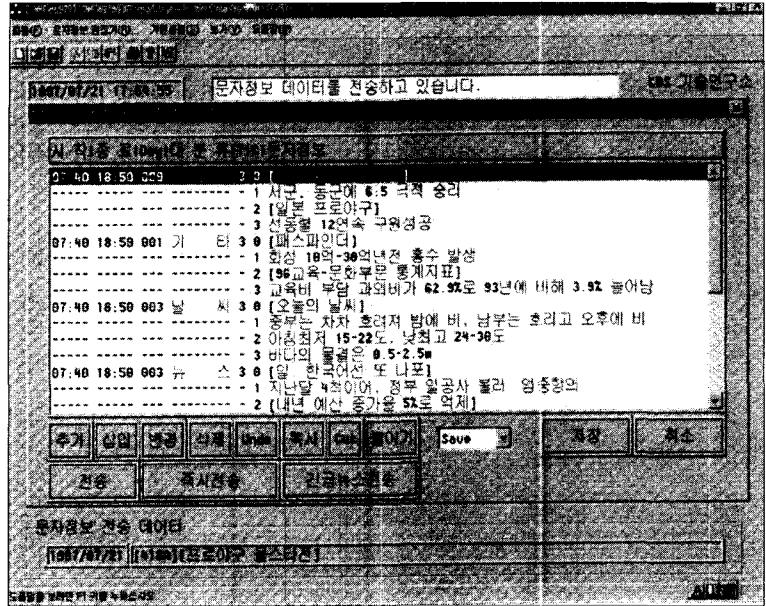 문자정보 데이터를 전송하고 있습니다.
07:40 18:50 009 3 0 [ ]
---- ---- --- -------- - 1 서군, 동군에 6:5 극적 승리
---- ---- --- -------- - 2 [일본 프로야구]
---- ---- --- -------- - 3 선동렬 12연속 구원성공
07:40 18:50 001 기 타 3 0 [패스파인더]
---- ---- --- -------- - 1 화성 10억-30억년전 홍수 발생
---- ---- --- -------- - 2 [96교육-문화부문 통계지표]
---- ---- --- -------- - 3 교육비 부담 과외비가 62.9%로 93년에 비해 3.9% 늘어남
07:40 18:50 003 날 씨 3 0 [오늘의 날씨]
---- ---- --- -------- - 1 중부는 차차 흐려져 밤에 비, 남부는 흐리고 오후에 비
---- ---- --- -------- - 2 아침최저 15-22도, 낮최고 24-30도
---- ---- --- -------- - 3 바다의 물결은 0.5-2.5m
07:40 18:50 003 뉴 스 3 0 [일, 한국어선 또 나포]
---- ---- --- -------- - 1 지난달 4척이어, 정부 일공사 불러 엄중항의
---- ---- --- -------- - 2 [내년 예산 증가율 5%로 억제]
추가 삽입 변경 삭제 Undo 복사 Cut 붙이기 Save 저장 취소
전송 즉시전송 긴급뉴스전송
문자정보 전송 데이타
1997/07/21 [프로야구 올스타전]